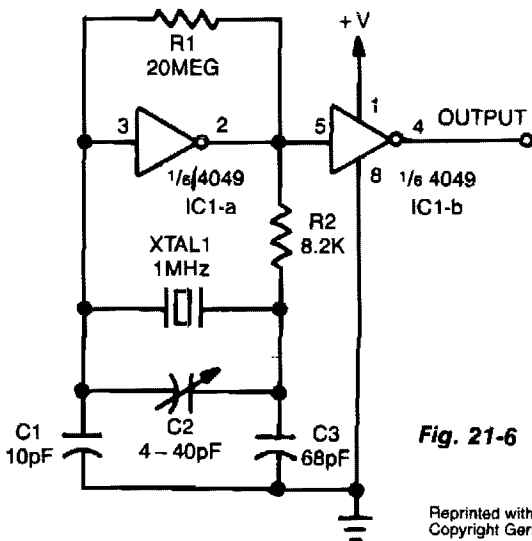 R1
20MEG
+V
3
2
5
1
4
OUTPUT
8
1/6 4049
IC1-a
1/6 4049
IC1-b
R2
8.2K
XTAL1
1MHz
C1
10pF
C2
4–40pF
C3
68pF
Fig. 21-6
Reprinted with
Copyright Ger